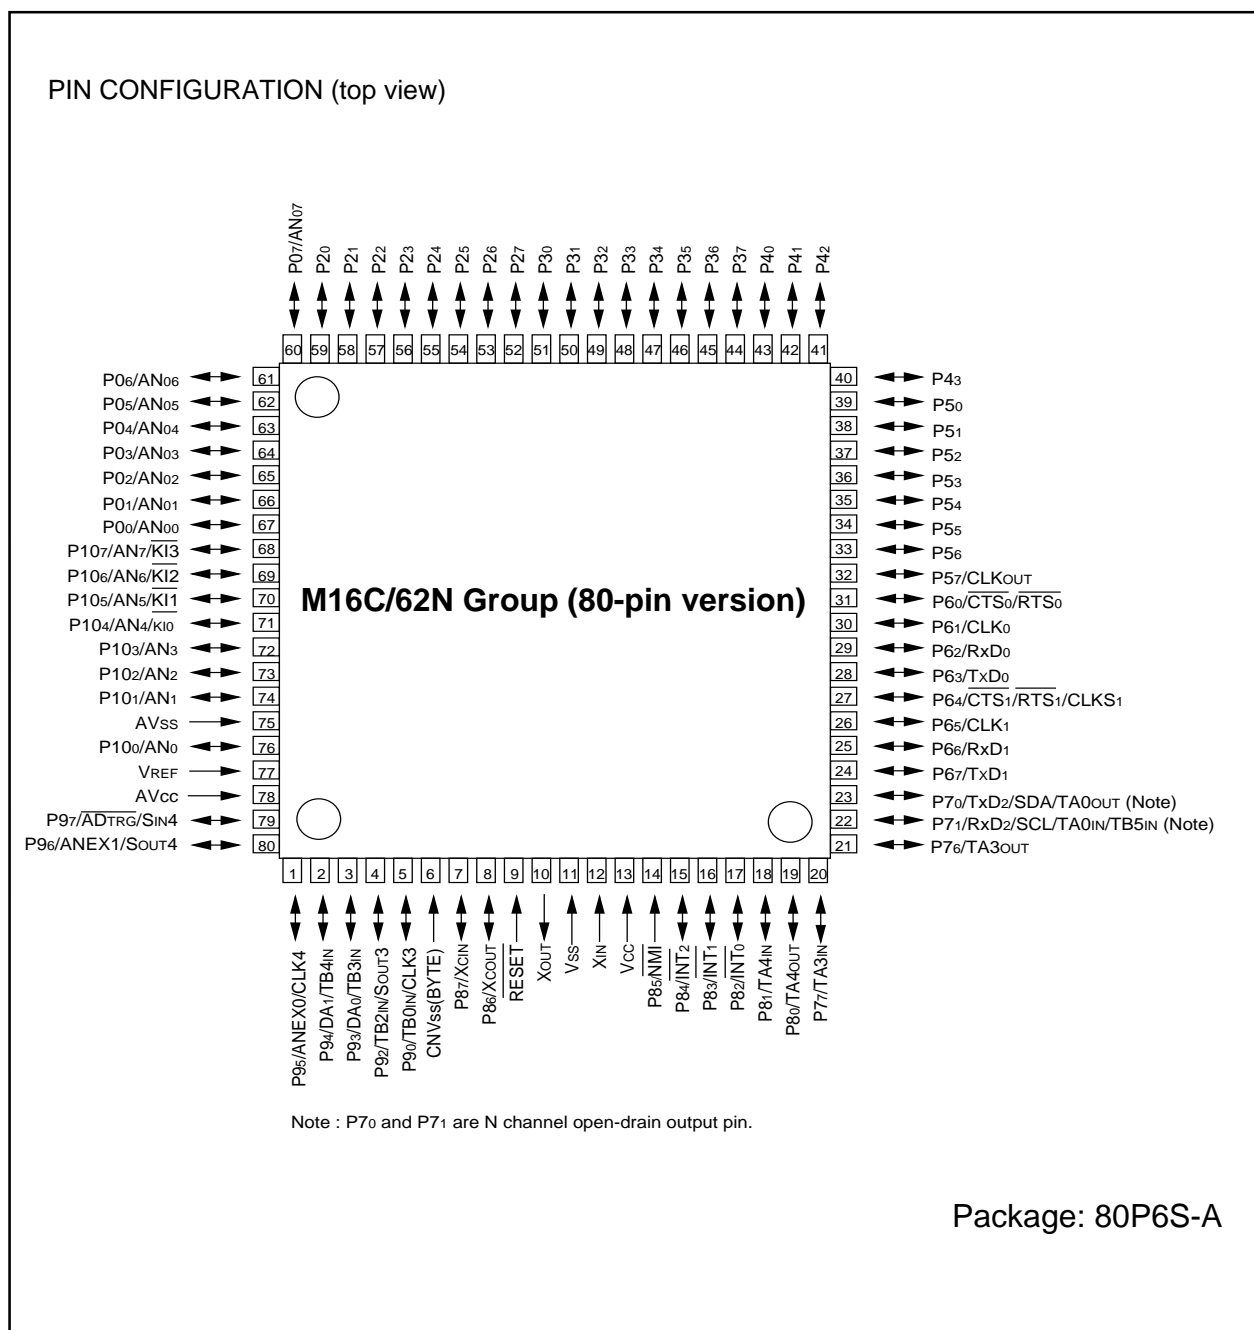 PIN CONFIGURATION (top view)
P07/AN07
P20
P21
P22
P23
P24
P25
P26
P27
P30
P31
P32
P33
P34
P35
P36
P37
P40
P41
P42
60 59 58 57 56 55 54 53 52 51 50 49 48 47 46 45 44 43 42 41
P06/AN06 61
P05/AN05 62
P04/AN04 63
P03/AN03 64
P02/AN02 65
P01/AN01 66
P00/AN00 67
P107/AN7/KI3 68
P106/AN6/KI2 69
P105/AN5/KI1 70
P104/AN4/KI0 71
P103/AN3 72
P102/AN2 73
P101/AN1 74
AVSS 75
P100/AN0 76
VREF 77
AVCC 78
P97/ADTRG/SIN4 79
P96/ANEX1/SOUT4 80
M16C/62N Group (80-pin version)
40 P43
39 P50
38 P51
37 P52
36 P53
35 P54
34 P55
33 P56
32 P57/CLKOUT
31 P60/CTS0/RTS0
30 P61/CLK0
29 P62/RxD0
28 P63/TxD0
27 P64/CTS1/RTS1/CLKS1
26 P65/CLK1
25 P66/RxD1
24 P67/TxD1
23 P70/TxD2/SDA/TA0OUT (Note)
22 P71/RxD2/SCL/TA0IN/TB5IN (Note)
21 P76/TA3OUT
1 2 3 4 5 6 7 8 9 10 11 12 13 14 15 16 17 18 19 20
P95/ANEX0/CLK4
P94/DA1/TB4IN
P93/DA0/TB3IN
P92/TB2IN/SOUT3
P90/TB0IN/CLK3
CNVSS(BYTE)
P87/XCIN
P86/XCOUT
RESET
XOUT
VSS
XIN
VCC
P85/NMI
P84/INT2
P83/INT1
P82/INT0
P81/TA4IN
P80/TA4OUT
P77/TA3IN
Note : P70 and P71 are N channel open-drain output pin.
Package: 80P6S-A